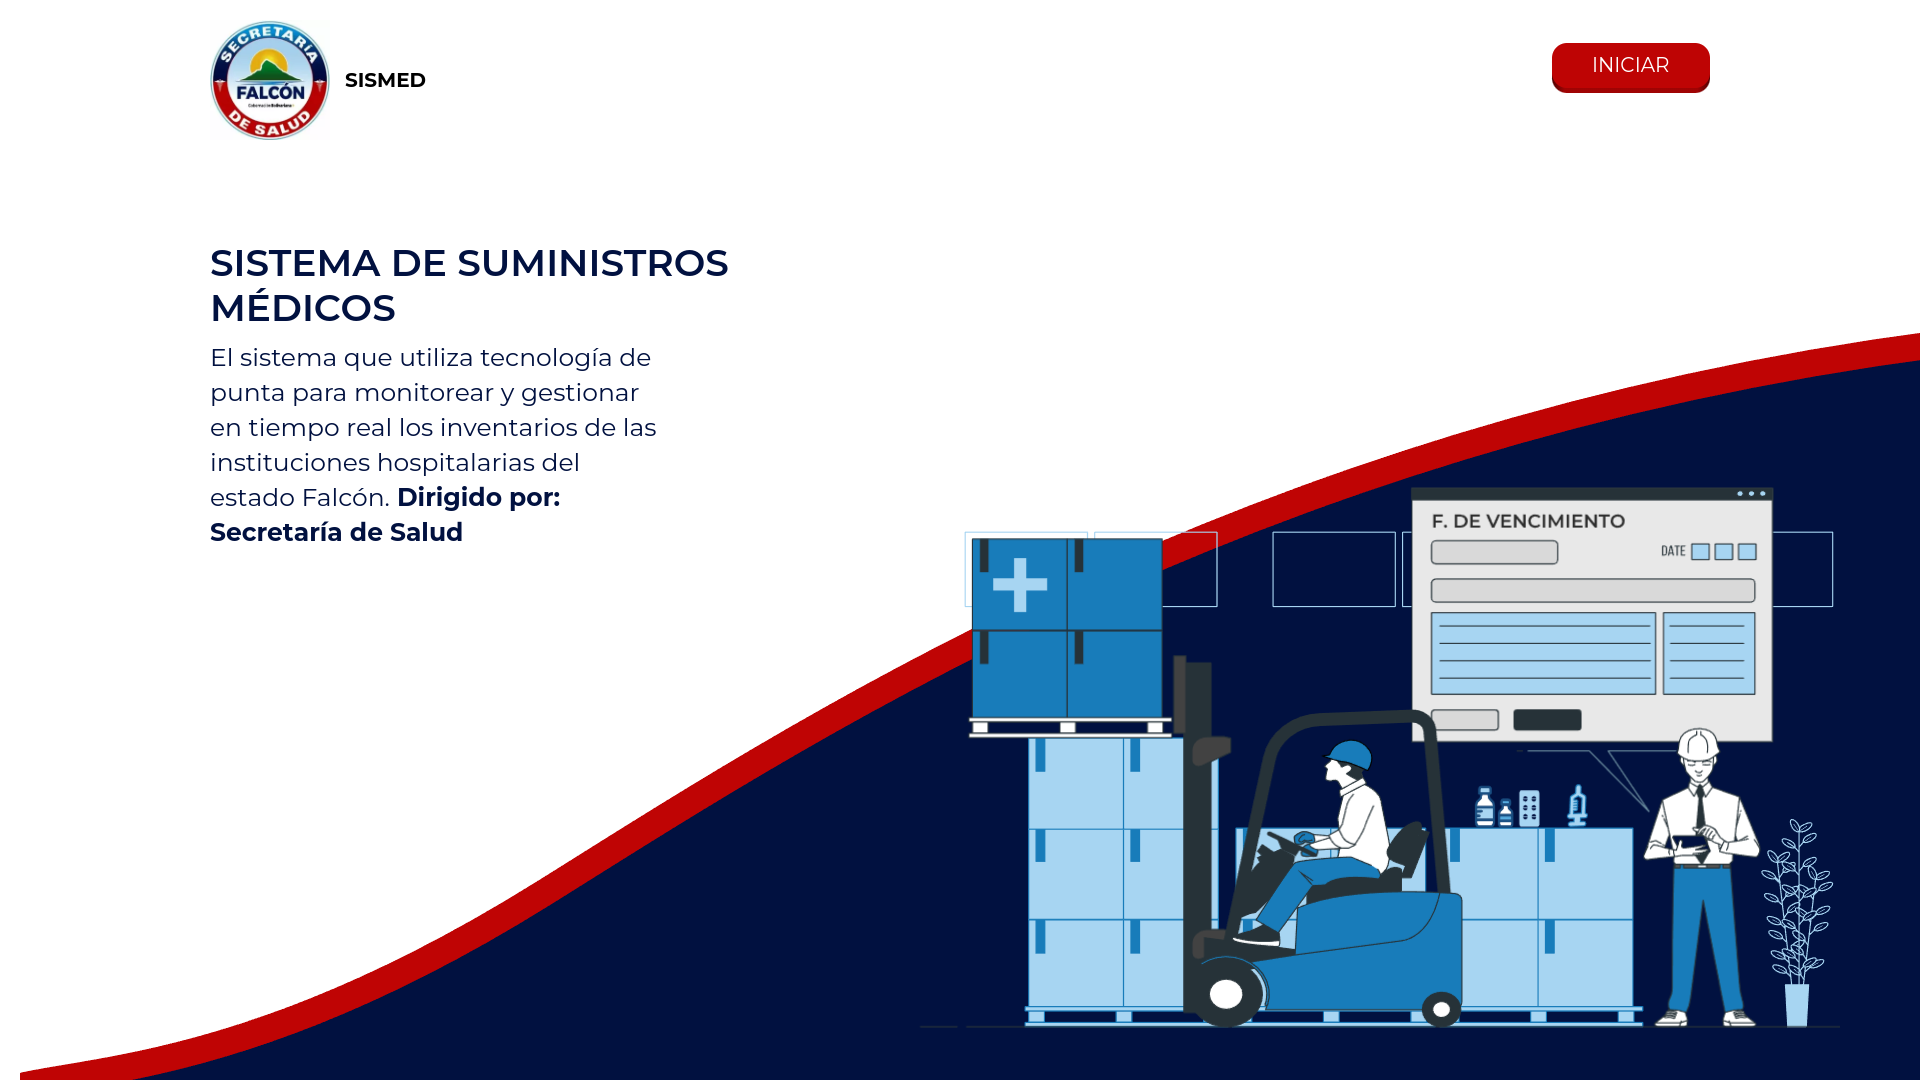 SECRETARÍA
FALCÓN
DE SALUD
SISMED
INICIAR
SISTEMA DE SUMINISTROS
MÉDICOS
El sistema que utiliza tecnología de
punta para monitorear y gestionar
en tiempo real los inventarios de las
instituciones hospitalarias del
estado Falcón. Dirigido por:
Secretaría de Salud
F. DE VENCIMIENTO
DATE